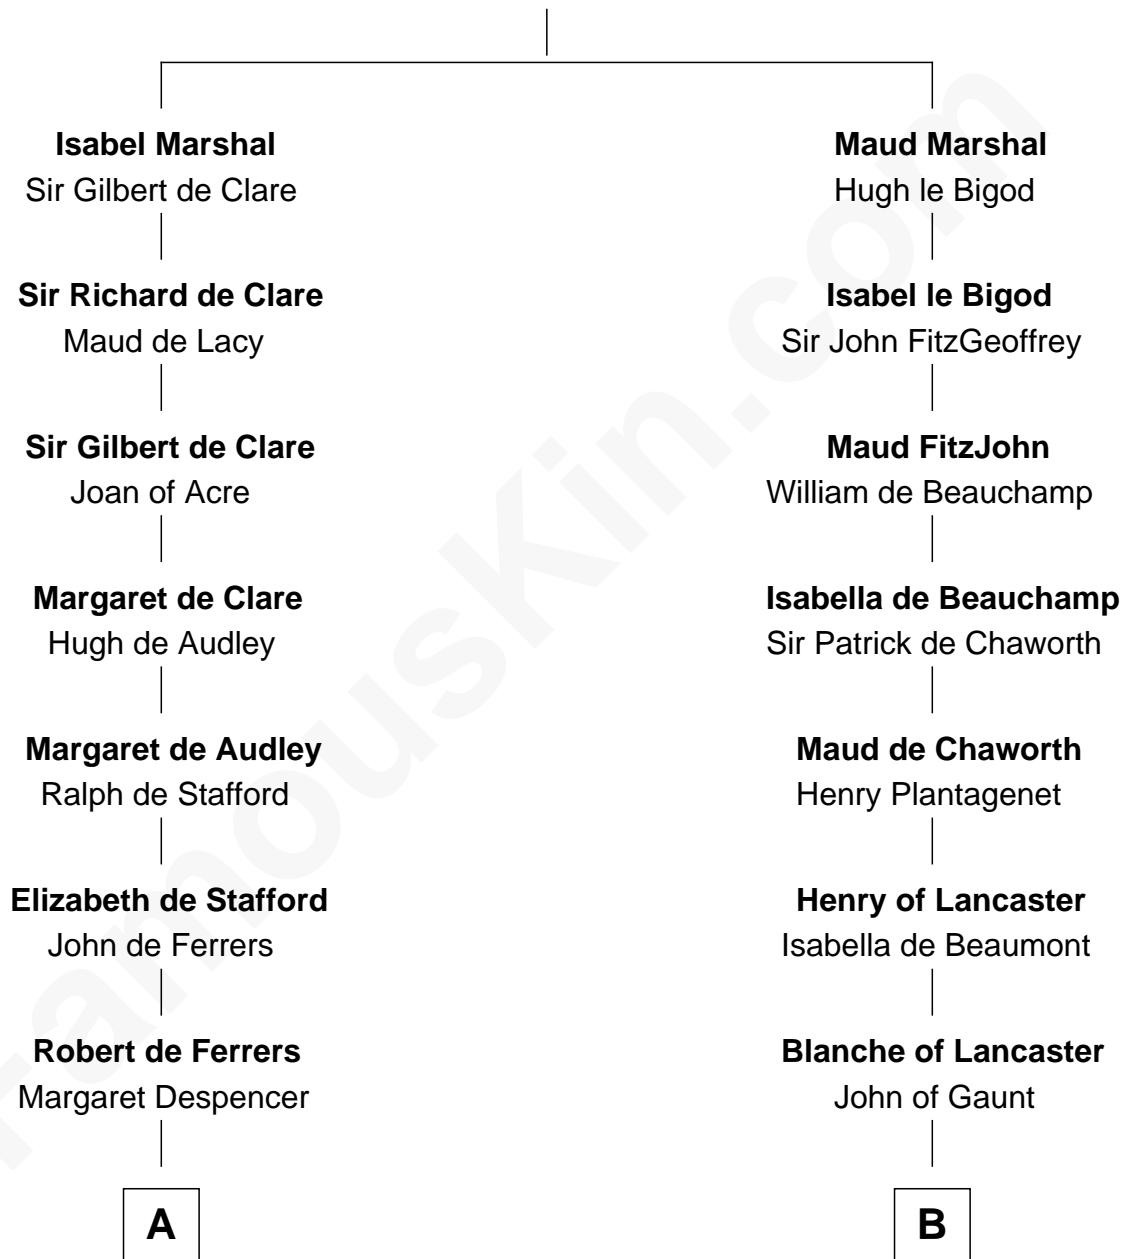 Isabel Marshal
Sir Gilbert de Clare
Sir Richard de Clare
Maud de Lacy
Sir Gilbert de Clare
Joan of Acre
Margaret de Clare
Hugh de Audley
Margaret de Audley
Ralph de Stafford
Elizabeth de Stafford
John de Ferrers
Robert de Ferrers
Margaret Despencer
A
Maud Marshal
Hugh le Bigod
Isabel le Bigod
Sir John FitzGeoffrey
Maud FitzJohn
William de Beauchamp
Isabella de Beauchamp
Sir Patrick de Chaworth
Maud de Chaworth
Henry Plantagenet
Henry of Lancaster
Isabella de Beaumont
Blanche of Lancaster
John of Gaunt
B
FamousKin.com